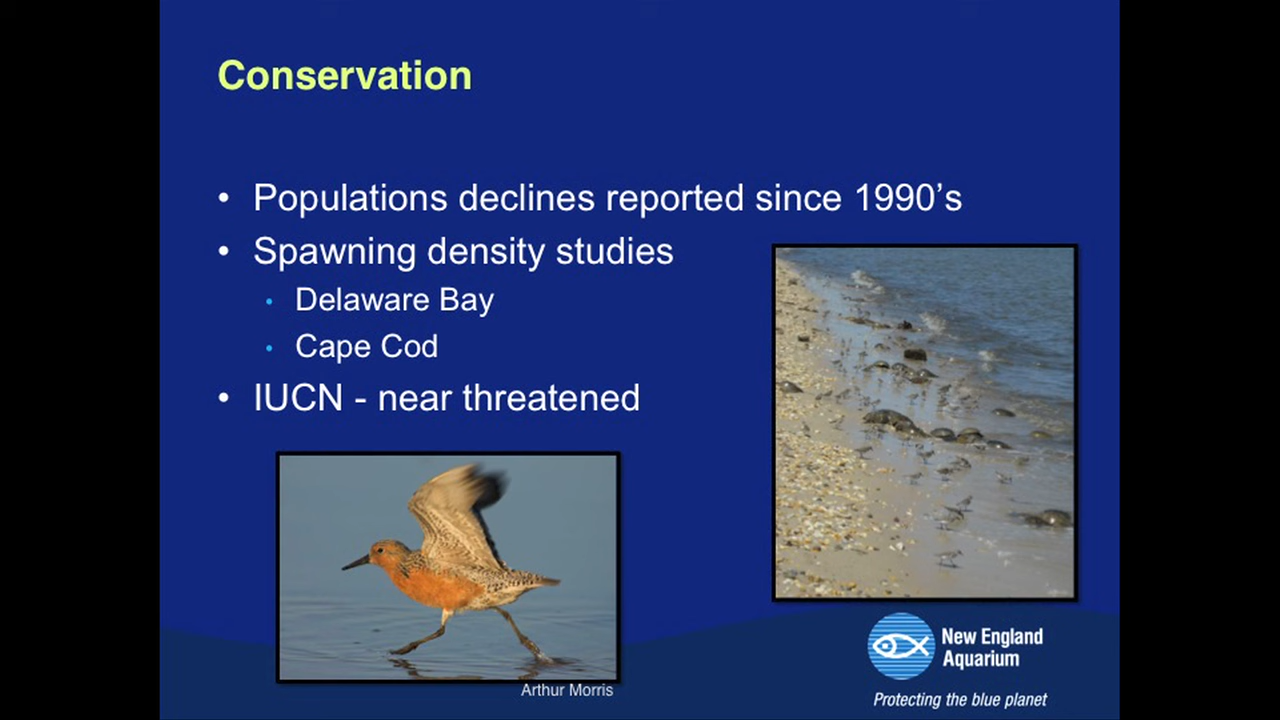 Conservation
• Populations declines reported since 1990’s
• Spawning density studies
• Delaware Bay
• Cape Cod
• IUCN - near threatened
Arthur Morris
New England
Aquarium
Protecting the blue planet